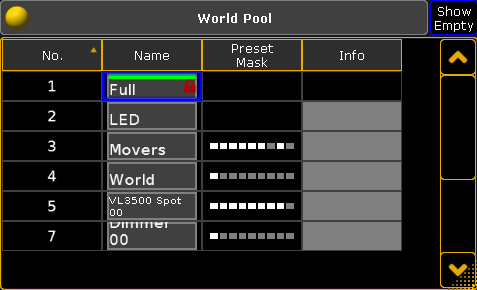 World Pool
Show
Empty
No.
Name
Preset
Mask
Info
1
Full
2
LED
3
Movers
4
World
5
VL3500 Spot
00
7
Dimmer
00